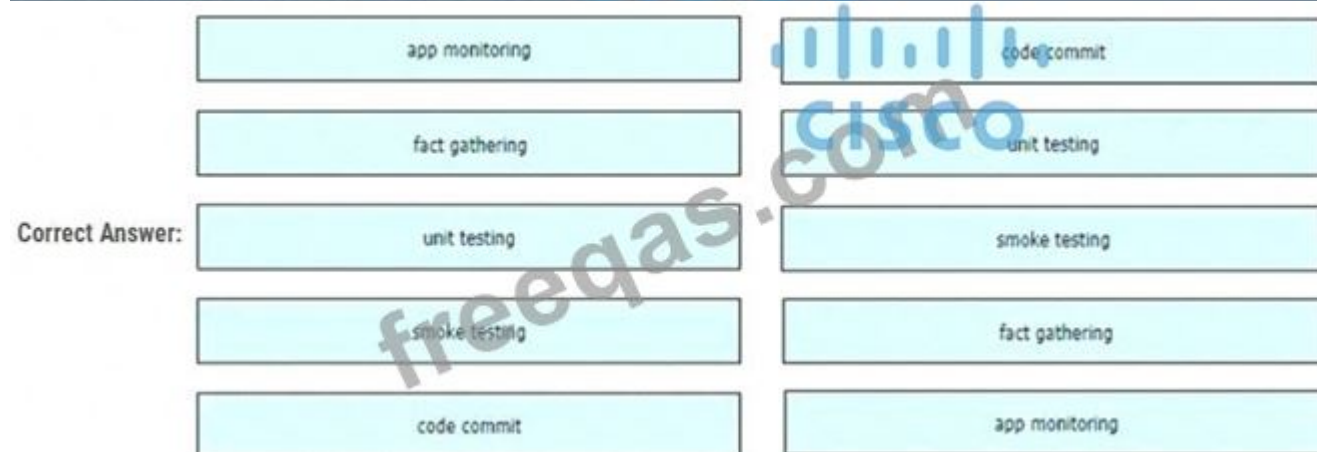 app monitoring
code commit
CISCO
fact gathering
unit testing
Correct Answer:
unit testing
smoke testing
freeqas.com
smoke testing
fact gathering
code commit
app monitoring